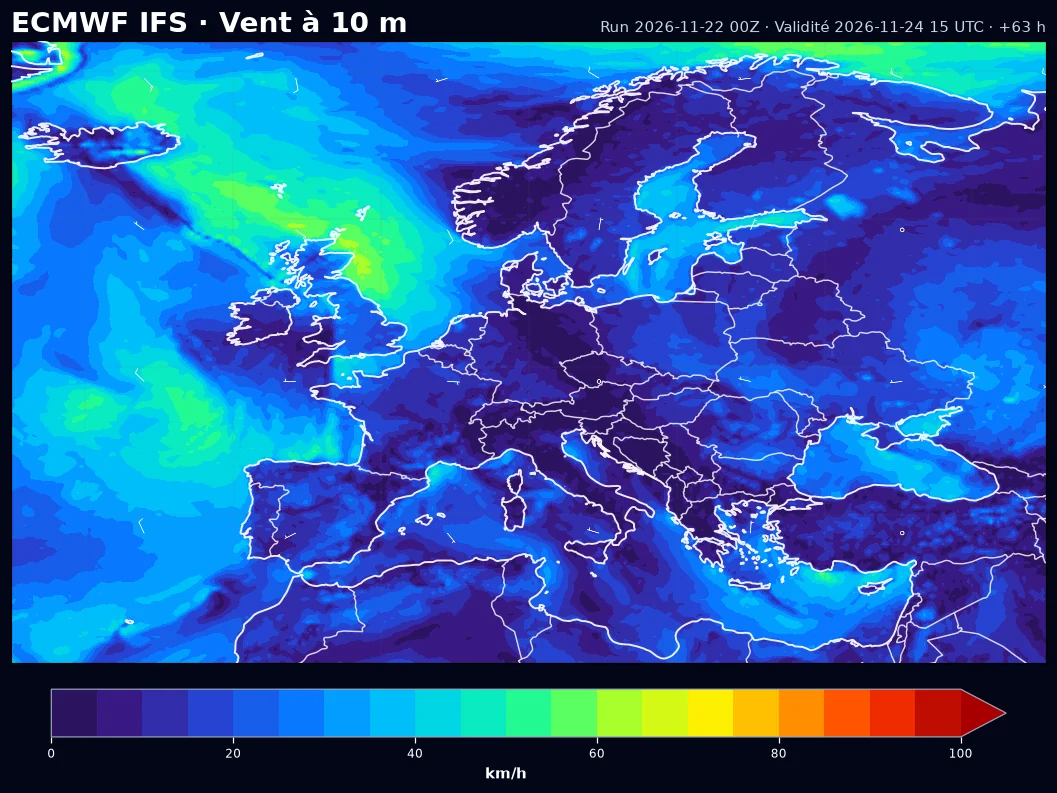 ECMWF IFS · Vent à 10 m
Run 2026-11-22 00Z · Validité 2026-11-24 15 UTC · +63 h
0 20 40 60 80 100
km/h